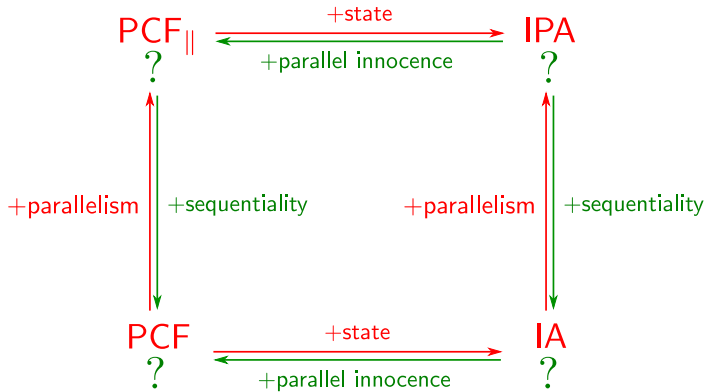 PCF∥ +state IPA
? +parallel innocence ?
+parallelism +sequentiality +parallelism +sequentiality
PCF +state IA
? +parallel innocence ?